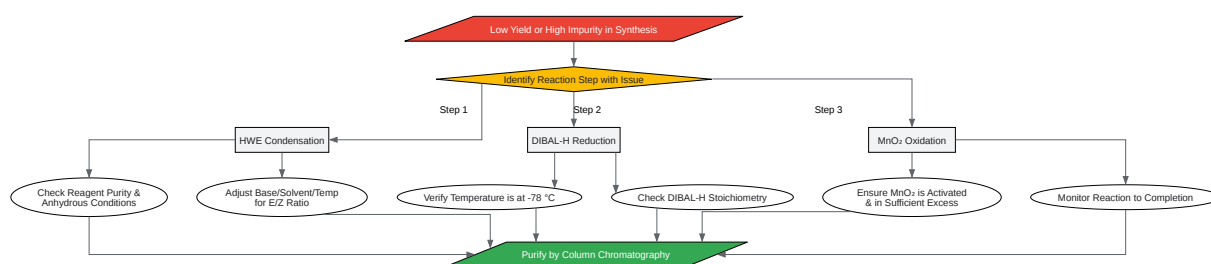 Low Yield or High Impurity in Synthesis
Identify Reaction Step with Issue
Step 1
Step 2
Step 3
HWE Condensation
DIBAL-H Reduction
MnO₂ Oxidation
Check Reagent Purity &
Anhydrous Conditions
Adjust Base/Solvent/Temp
for E/Z Ratio
Verify Temperature is at -78 °C
Check DIBAL-H Stoichiometry
Ensure MnO₂ is Activated
& in Sufficient Excess
Monitor Reaction to Completion
Purify by Column Chromatography